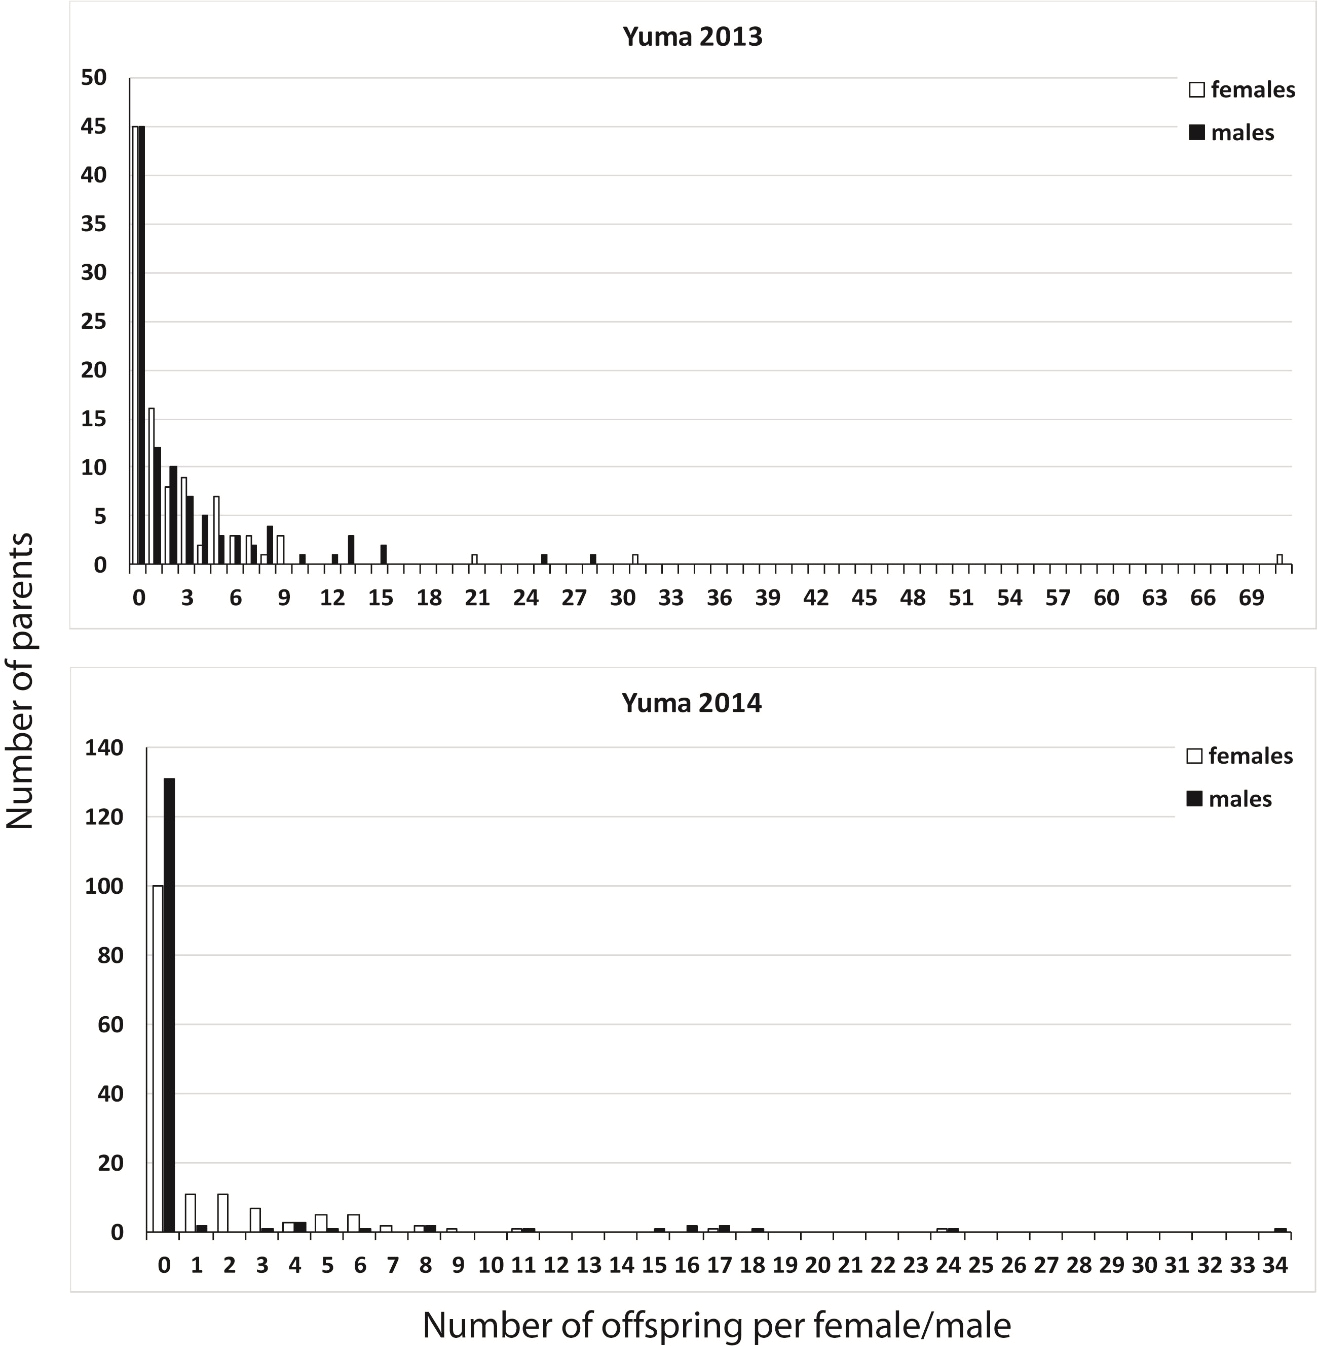 Yuma 2013
females
males
50
45
40
35
30
25
20
15
10
5
0
0 3 6 9 12 15 18 21 24 27 30 33 36 39 42 45 48 51 54 57 60 63 66 69
Number of parents
Yuma 2014
females
males
140
120
100
80
60
40
20
0
0 1 2 3 4 5 6 7 8 9 10 11 12 13 14 15 16 17 18 19 20 21 22 23 24 25 26 27 28 29 30 31 32 33 34
Number of offspring per female/male